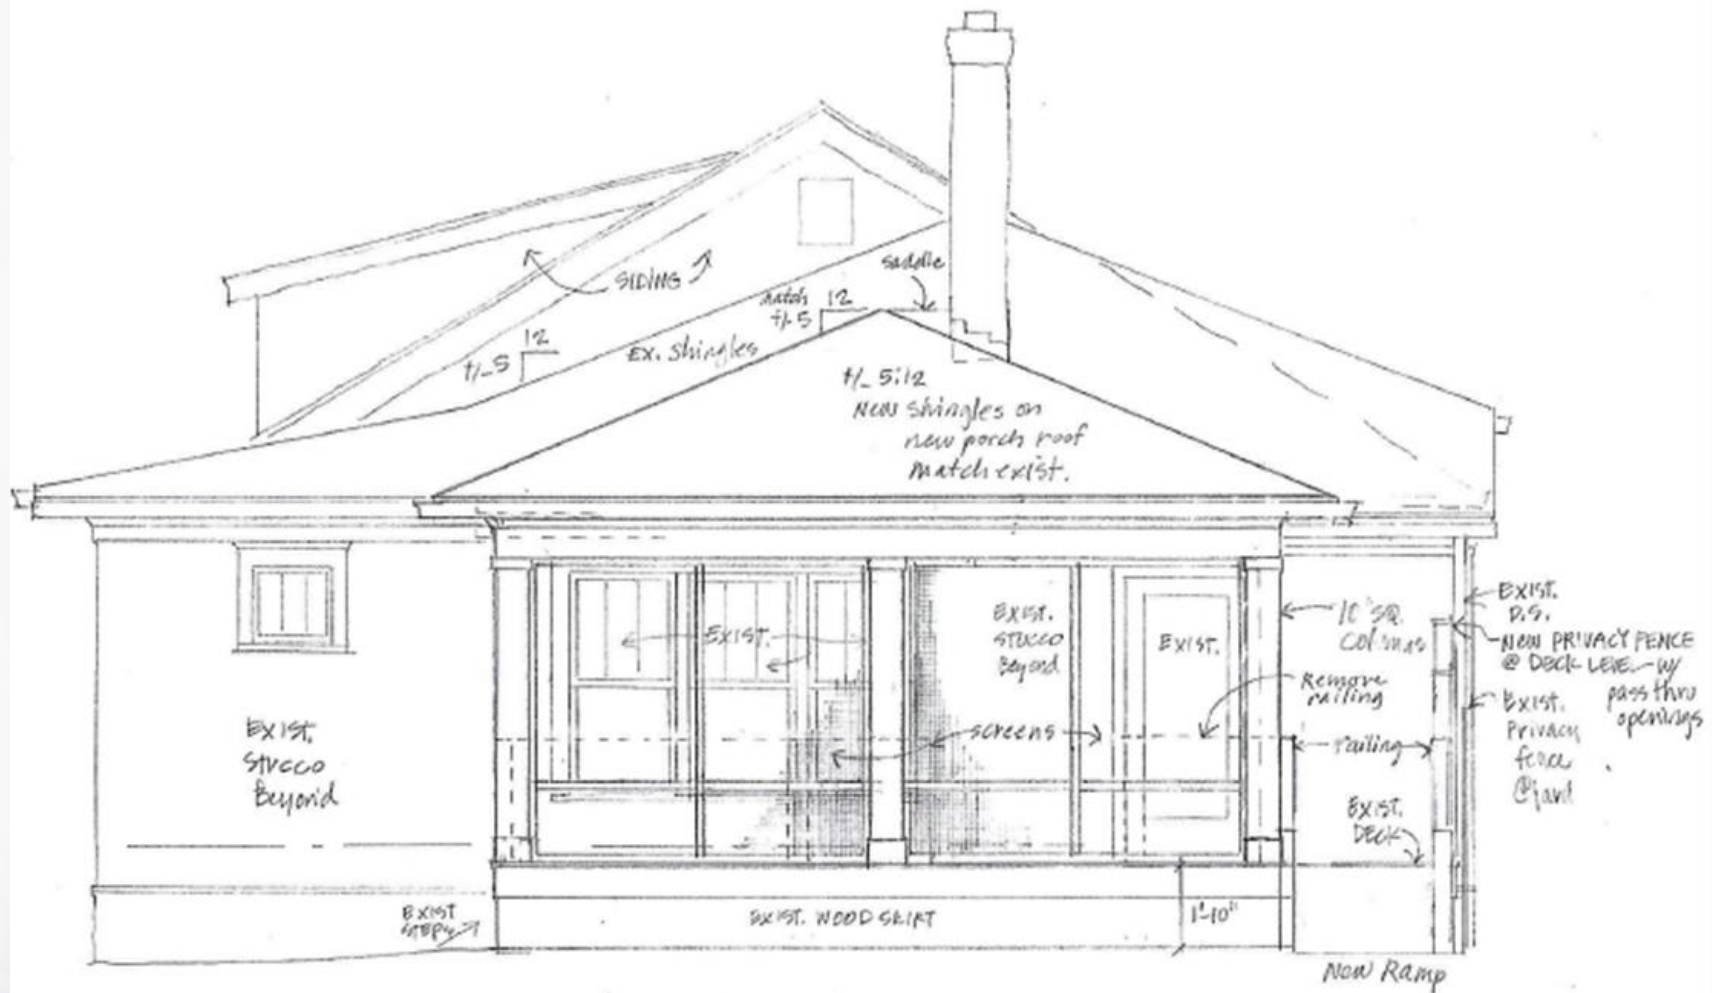 SIDING
saddle
match
+/- 5
12
12
+/- 5
Ex. Shingles
+/- 5:12
New shingles on
new porch roof
match exist.
EXIST.
D.S.
NEW PRIVACY FENCE
@ DECK LEVEL W/
pass thru
openings
10" SQ.
Columns
EXIST.
EXIST.
STUCCO
Beyond
EXIST.
Remove
railing
Exist.
Privacy
fence
@ yard
EXIST.
STUCCO
Beyond
screens
railing
EXIST.
DECK
EXIST
STEPS
EXIST. WOOD SKIRT
1'-10"
New Ramp